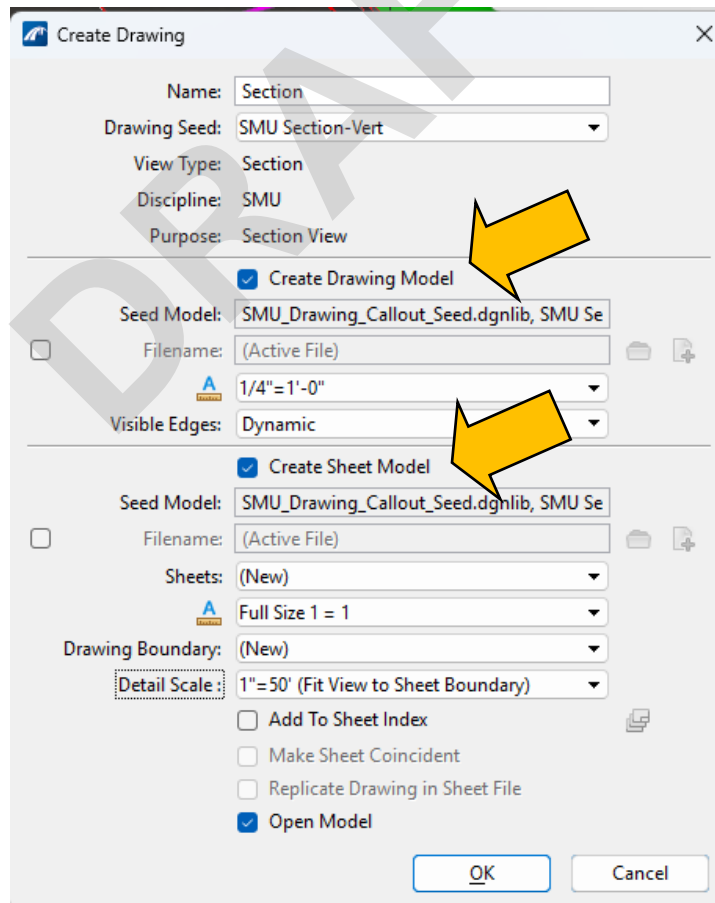 Create Drawing
Name: Section
Drawing Seed: SMU Section-Vert
View Type: Section
Discipline: SMU
Purpose: Section View
Create Drawing Model
Seed Model: SMU_Drawing_Callout_Seed.dgnlib, SMU Se
Filename: (Active File)
A 1/4"=1'-0"
Visible Edges: Dynamic
Create Sheet Model
Seed Model: SMU_Drawing_Callout_Seed.dgnlib, SMU Se
Filename: (Active File)
Sheets: (New)
A Full Size 1 = 1
Drawing Boundary: (New)
Detail Scale : 1"=50' (Fit View to Sheet Boundary)
Add To Sheet Index
Make Sheet Coincident
Replicate Drawing in Sheet File
Open Model
OK Cancel
DRAF